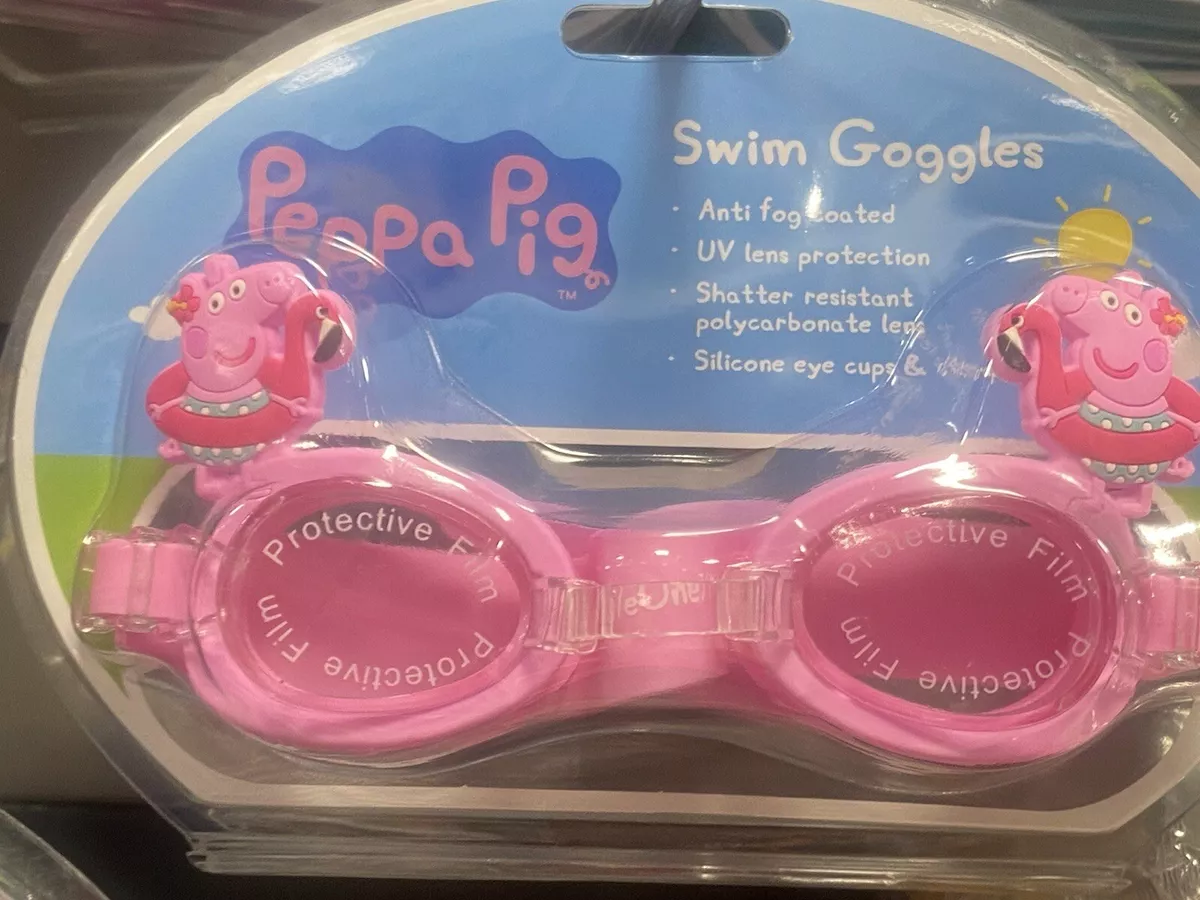 Peppa Pig
TM
Swim Goggles
· Anti fog coated
· UV lens protection
· Shatter resistant
polycarbonate lens
· Silicone eye cups &
Protective Film
Protective Film
Protective Film
Protective Film